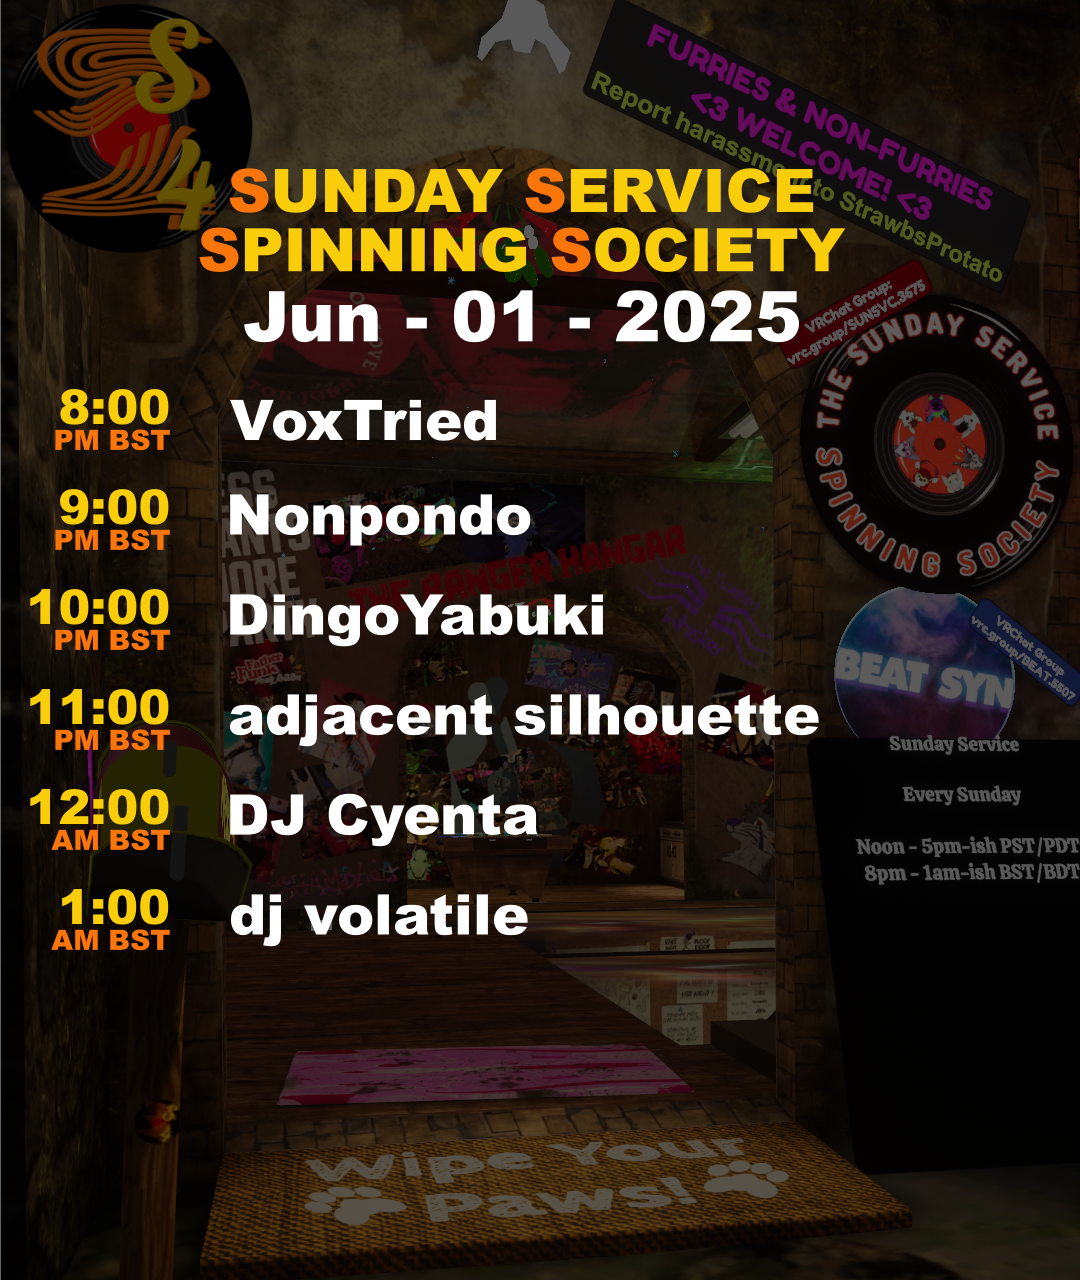 S
S4
FURRIES & NON-FURRIES
<3 WELCOME! <3
Report harassment to StrawbsProtato
SUNDAY SERVICE
SPINNING SOCIETY
Jun - 01 - 2025
VRChat Group:
vrc.group/SUNSVC.3675
THE SUNDAY SERVICE
SPINNING SOCIETY
8:00
PM BST
VoxTried
9:00
PM BST
Nonpondo
10:00
PM BST
DingoYabuki
11:00
PM BST
adjacent silhouette
12:00
AM BST
DJ Cyenta
1:00
AM BST
dj volatile
THE BANGER HANGAR
BEAT SYN
VRChat Group
vrc.group/BEAT.5507
Sunday Service
Every Sunday
Noon - 5pm-ish PST/PDT
8pm - 1am-ish BST/BDT
Wipe Your
Paws!